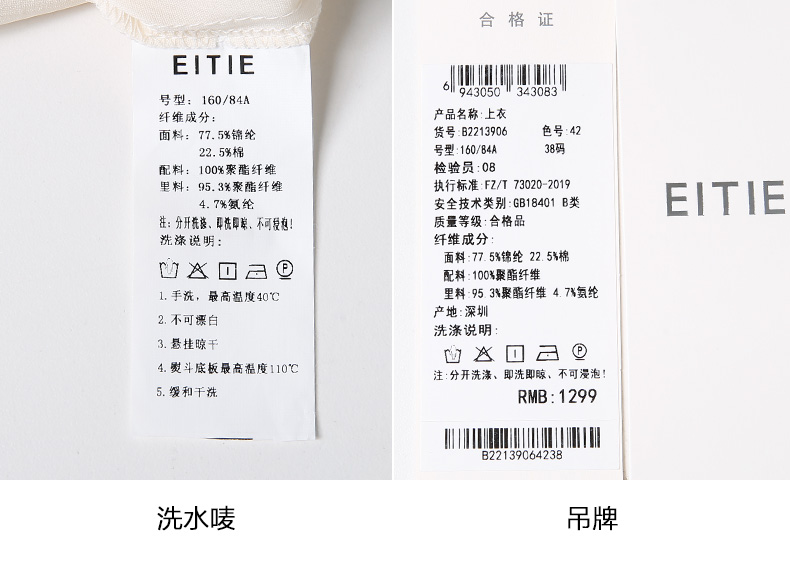 EITIE
号型: 160/84A
纤维成分:
面料: 77.5%锦纶
22.5%棉
配料: 100%聚酯纤维
里料: 95.3%聚酯纤维
4.7%氨纶
注: 分开洗涤、即洗即晾、不可浸泡!
洗涤说明:
P
1.手洗, 最高温度40℃
2.不可漂白
3.悬挂晾干
4.熨斗底板最高温度110℃
5.缓和干洗
合格证
6 943050 343083
产品名称:上衣
货号:B2213906 色号:42
号型:160/84A 38码
检验员:08
执行标准:FZ/T 73020-2019
安全技术类别:GB18401 B类
质量等级:合格品
纤维成分:
面料:77.5%锦纶 22.5%棉
配料:100%聚酯纤维
里料:95.3%聚酯纤维 4.7%氨纶
产地:深圳
洗涤说明:
P
注:分开洗涤、即洗即晾、不可浸泡!
RMB:1299
B22139064238
EITIE
洗水唛
吊牌